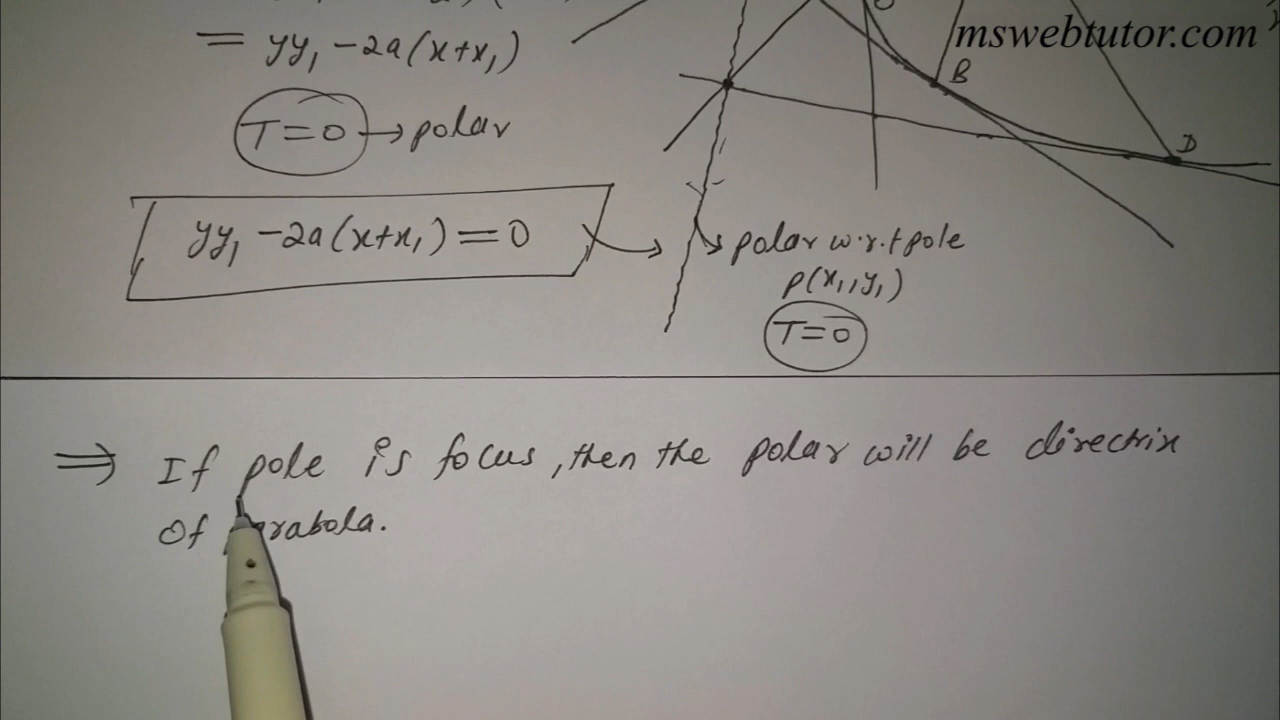 = yy₁ - 2a(x+x₁)
mswebtutor.com
B
T=0 → polar
D
yy₁ - 2a(x+x₁) = 0
polar w.r.t pole
P(x₁,y₁)
T=0
⇒ If pole is focus, then the polar will be directrix
of parabola.